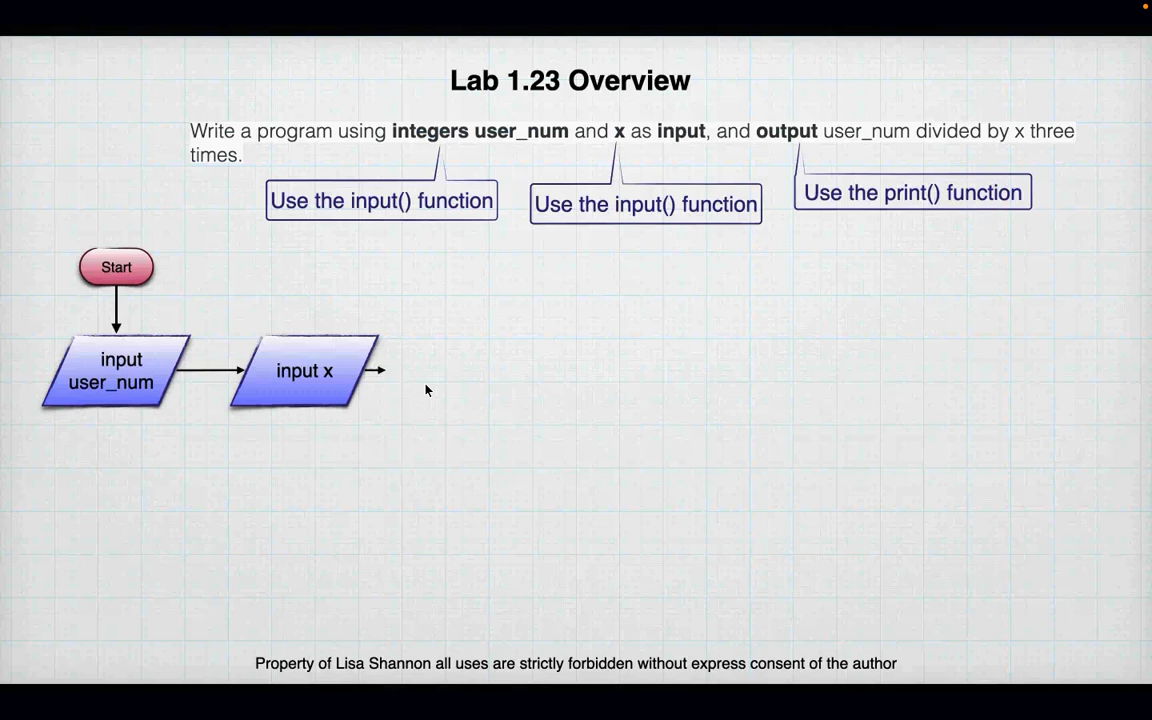 Lab 1.23 Overview
Write a program using integers user_num and x as input, and output user_num divided by x three
times.
Use the input() function
Use the input() function
Use the print() function
Start
input
user_num
input x
Property of Lisa Shannon all uses are strictly forbidden without express consent of the author